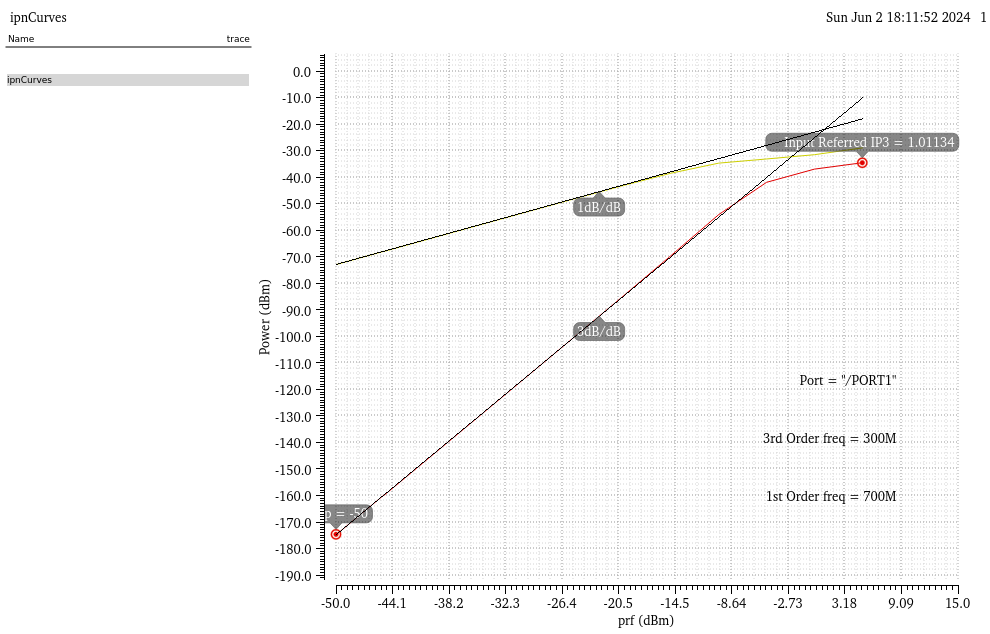 ipnCurves
Sun Jun 2 18:11:52 2024 1
Name trace
ipnCurves
0.0
-10.0
-20.0
-30.0
-40.0
-50.0
-60.0
-70.0
-80.0
-90.0
-100.0
-110.0
-120.0
-130.0
-140.0
-150.0
-160.0
-170.0
-180.0
-190.0
Power (dBm)
Input Referred IP3 = 1.01134
1dB/dB
3dB/dB
Port = "/PORT1"
3rd Order freq = 300M
1st Order freq = 700M
= -50
-50.0 -44.1 -38.2 -32.3 -26.4 -20.5 -14.5 -8.64 -2.73 3.18 9.09 15.0
prf (dBm)